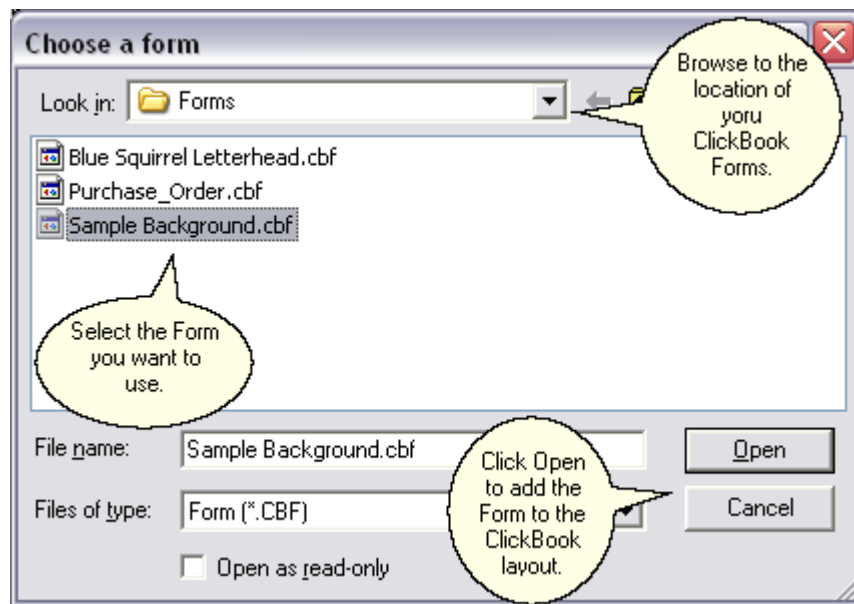 Choose a form
Browse to the
location of
yoru
ClickBook
Forms.
Look in:
Forms
Blue Squirrel Letterhead.cbf
Purchase_Order.cbf
Sample Background.cbf
Select the Form
you want to
use.
File name:
Sample Background.cbf
Open
Click Open
to add the
Form to the
ClickBook
layout.
Files of type:
Form (*.CBF)
Cancel
Open as read-only